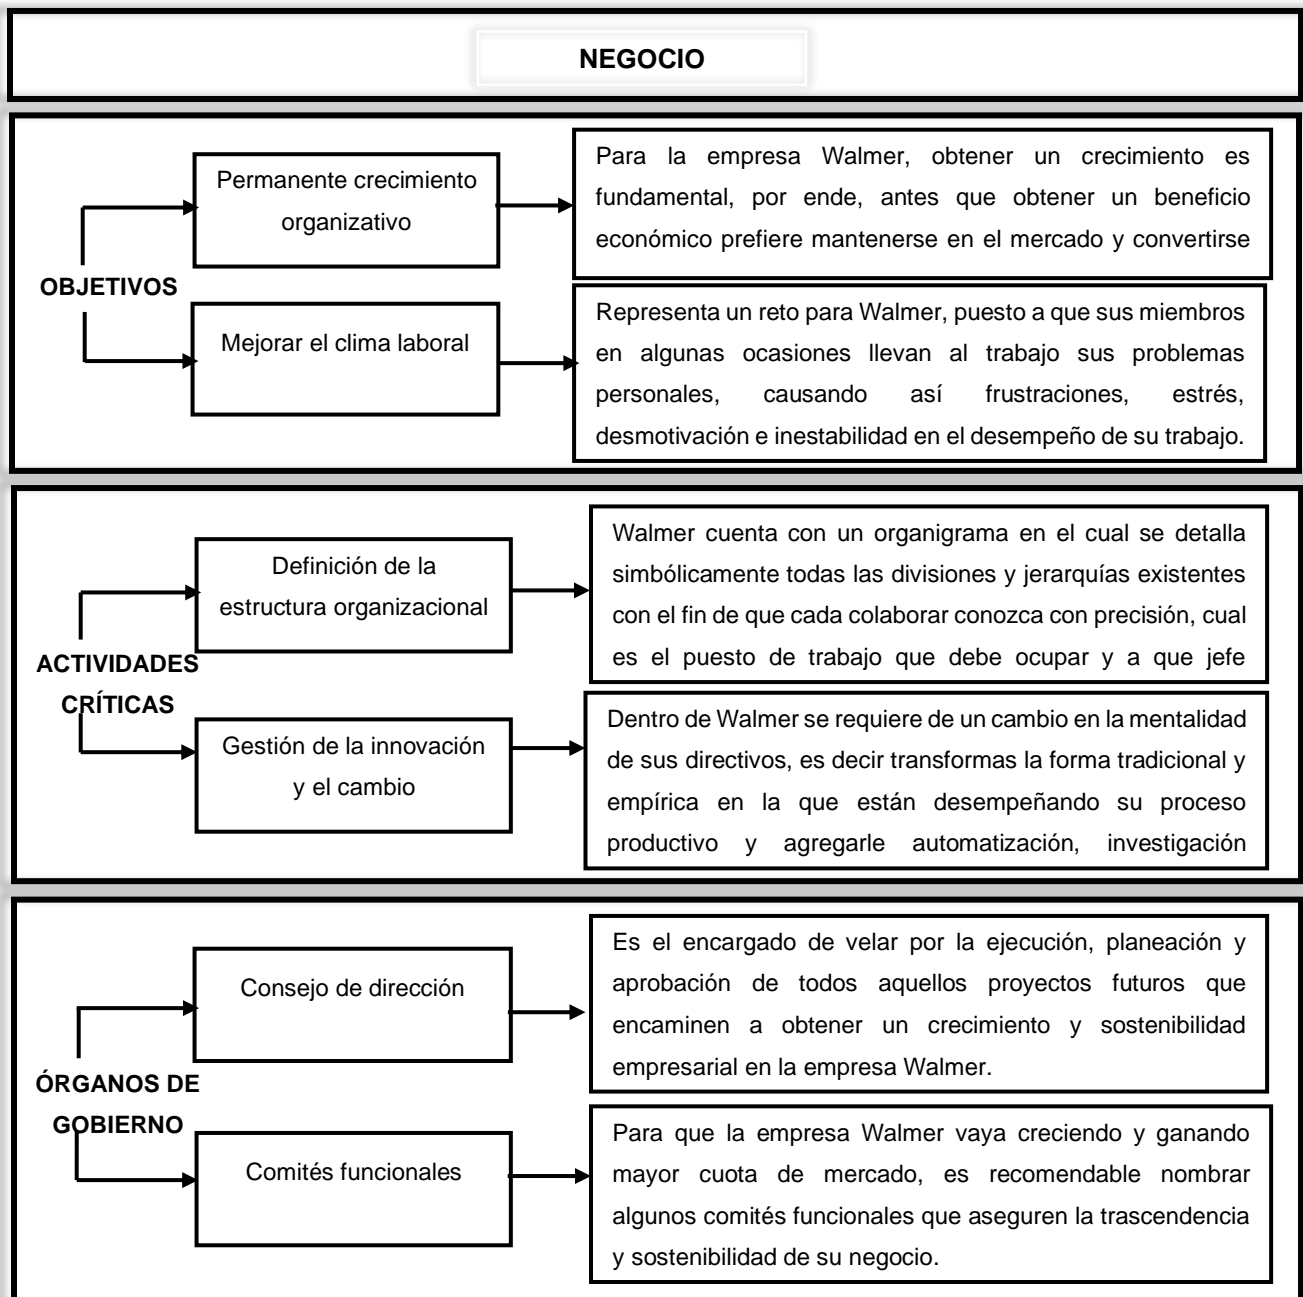 NEGOCIO
OBJETIVOS
Permanente crecimiento
organizativo
Para la empresa Walmer, obtener un crecimiento es
fundamental, por ende, antes que obtener un beneficio
económico prefiere mantenerse en el mercado y convertirse
Mejorar el clima laboral
Representa un reto para Walmer, puesto a que sus miembros
en algunas ocasiones llevan al trabajo sus problemas
personales, causando así frustraciones, estrés,
desmotivación e inestabilidad en el desempeño de su trabajo.
ACTIVIDADES
CRÍTICAS
Definición de la
estructura organizacional
Walmer cuenta con un organigrama en el cual se detalla
simbólicamente todas las divisiones y jerarquías existentes
con el fin de que cada colaborar conozca con precisión, cual
es el puesto de trabajo que debe ocupar y a que jefe
Gestión de la innovación
y el cambio
Dentro de Walmer se requiere de un cambio en la mentalidad
de sus directivos, es decir transformas la forma tradicional y
empírica en la que están desempeñando su proceso
productivo y agregarle automatización, investigación
ÓRGANOS DE
GOBIERNO
Consejo de dirección
Es el encargado de velar por la ejecución, planeación y
aprobación de todos aquellos proyectos futuros que
encaminen a obtener un crecimiento y sostenibilidad
empresarial en la empresa Walmer.
Comités funcionales
Para que la empresa Walmer vaya creciendo y ganando
mayor cuota de mercado, es recomendable nombrar
algunos comités funcionales que aseguren la trascendencia
y sostenibilidad de su negocio.